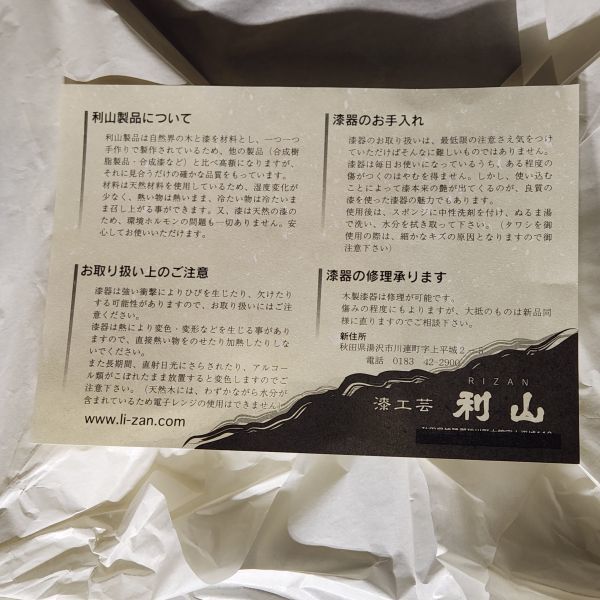 利山製品について
利山製品は自然界の木と漆を材料とし、一つ一つ
手作りで製作されているため、他の製品（合成樹
脂製品・合成漆など）と比べ高額になりますが、
それに見合うだけの確かな品質をもっています。
材料は天然材料を使用しているため、湿度変化が
少なく、熱い物は熱いまま、冷たい物は冷たいま
ま召し上がる事ができます。又、漆は天然の漆の
ため、環境ホルモンの問題も一切ありません。安
心してお使いいただけます。
お取り扱い上のご注意
漆器は強い衝撃によりひびを生じたり、欠けたり
する可能性がありますので、お取り扱いにはご注
意ください。
漆器は熱により変色・変形などを生じる事があり
ますので、直接熱い物をのせたり加熱したりしな
いでください。
また長期間、直射日光にさらされたり、アルコー
ル類がこぼれたまま放置すると変色しますのでご
注意下さい。（天然木には、わずかながら水分が
含まれているため電子レンジの使用はできません）
www.li-zan.com
漆器のお手入れ
漆器のお取り扱いは、最低限の注意さえ気をつけ
ていただけばそんなに難しいものではありません。
漆器は毎日お使いになっているうち、ある程度の
傷がつくのはやむを得ません。しかし、使い込む
ことによって漆本来の艶が出てくるのが、良質の
漆を使った漆器の魅力でもあります。
使用後は、スポンジに中性洗剤を付け、ぬるま湯
で洗い、水分を拭き取って下さい。（タワシを御
使用の際は、細かなキズの原因となりますので御
注意下さい）
漆器の修理承ります
木製漆器は修理が可能です。
傷みの程度にもよりますが、大抵のものは新品同
様に直りますのでご相談下さい。
新住所
秋田県湯沢市川連町字上平城２
電話 0183 42-2900
RIZAN
漆工芸 利山